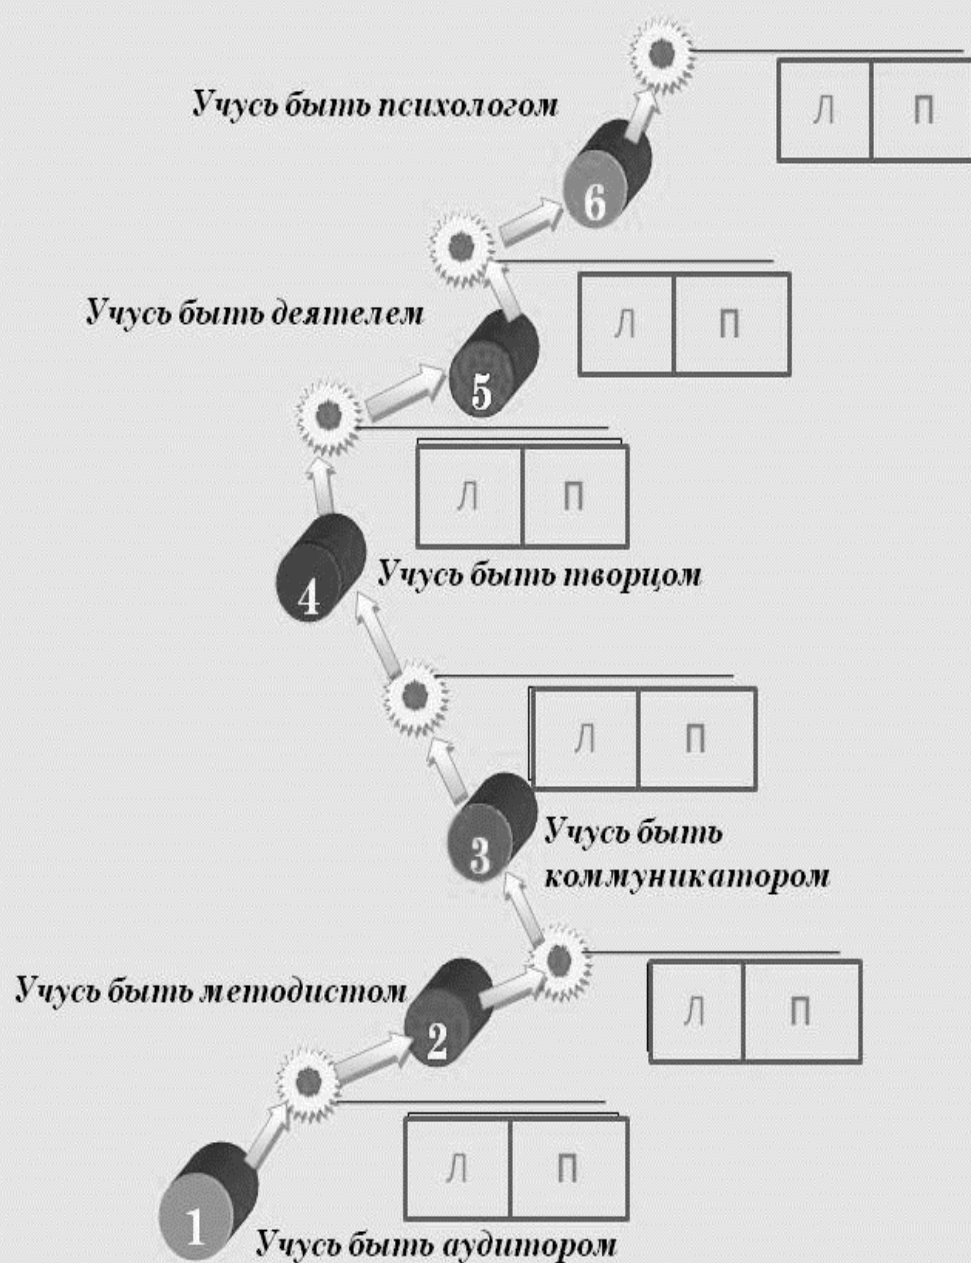 Учусь быть психологом
Л П
6
Л П
Учусь быть деятелем
5
Л П
4
Учусь быть творцом
Л П
3
Учусь быть
коммуникатором
Л П
Учусь быть методистом
2
Л П
1
Учусь быть аудитором